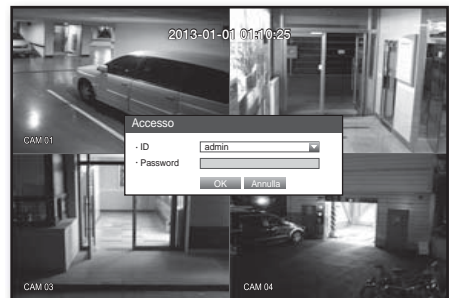 2013-01-01 01:10:25
CAM 01
Accesso
· ID admin
· Password
OK Annulla
CAM 03
CAM 04